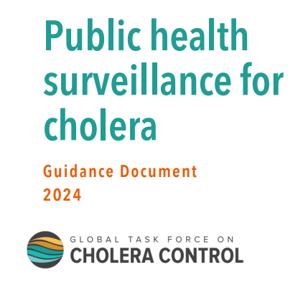 Public health
surveillance for
cholera
Guidance Document
2024
GLOBAL TASK FORCE ON
CHOLERA CONTROL